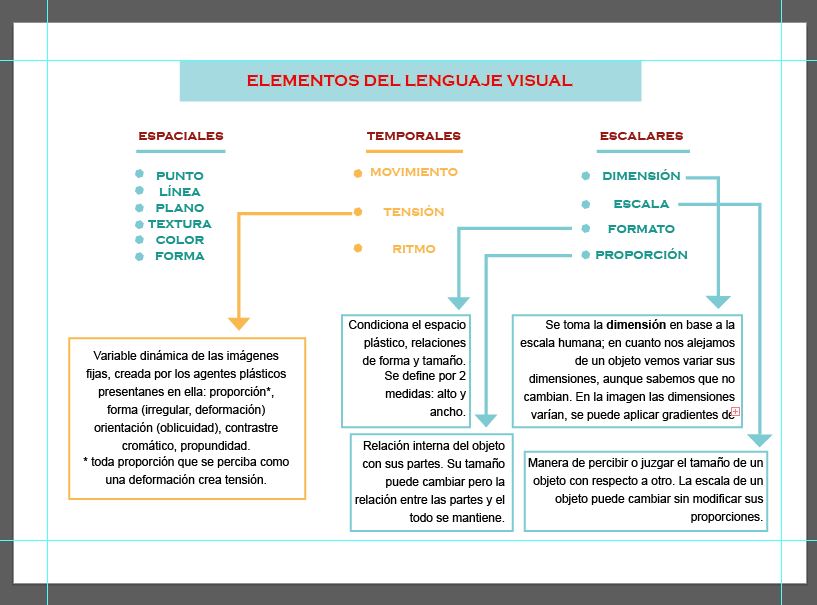 ELEMENTOS DEL LENGUAJE VISUAL
ESPACIALES
PUNTO
LÍNEA
PLANO
TEXTURA
COLOR
FORMA
TEMPORALES
MOVIMIENTO
TENSIÓN
RITMO
ESCALARES
DIMENSIÓN
ESCALA
FORMATO
PROPORCIÓN
Variable dinámica de las imágenes
fijas, creada por los agentes plásticos
presentanes en ella: proporción*,
forma (irregular, deformación)
orientación (oblicuidad), contrastre
cromático, propundidad.
* toda proporción que se perciba como
una deformación crea tensión.
Condiciona el espacio
plástico, relaciones
de forma y tamaño.
Se define por 2
medidas: alto y
ancho.
Se toma la dimensión en base a la
escala humana; en cuanto nos alejamos
de un objeto vemos variar sus
dimensiones, aunque sabemos que no
cambian. En la imagen las dimensiones
varían, se puede aplicar gradientes de
Relación interna del objeto
con sus partes. Su tamaño
puede cambiar pero la
relación entre las partes y el
todo se mantiene.
Manera de percibir o juzgar el tamaño de un
objeto con respecto a otro. La escala de un
objeto puede cambiar sin modificar sus
proporciones.